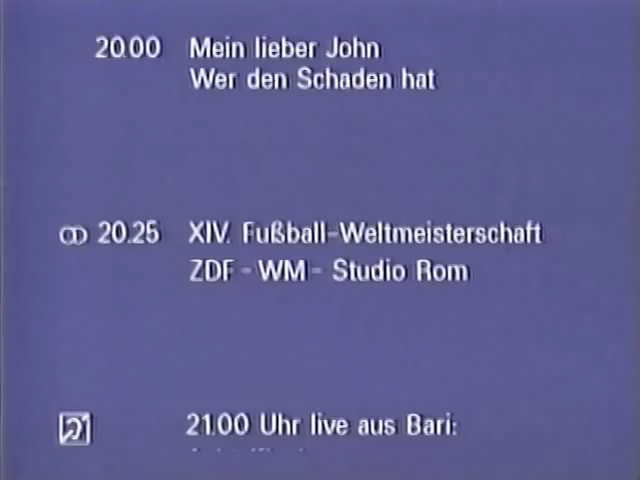 20.00 Mein lieber John
Wer den Schaden hat
20.25 XIV. Fußball-Weltmeisterschaft
ZDF - WM - Studio Rom
21.00 Uhr live aus Bari: